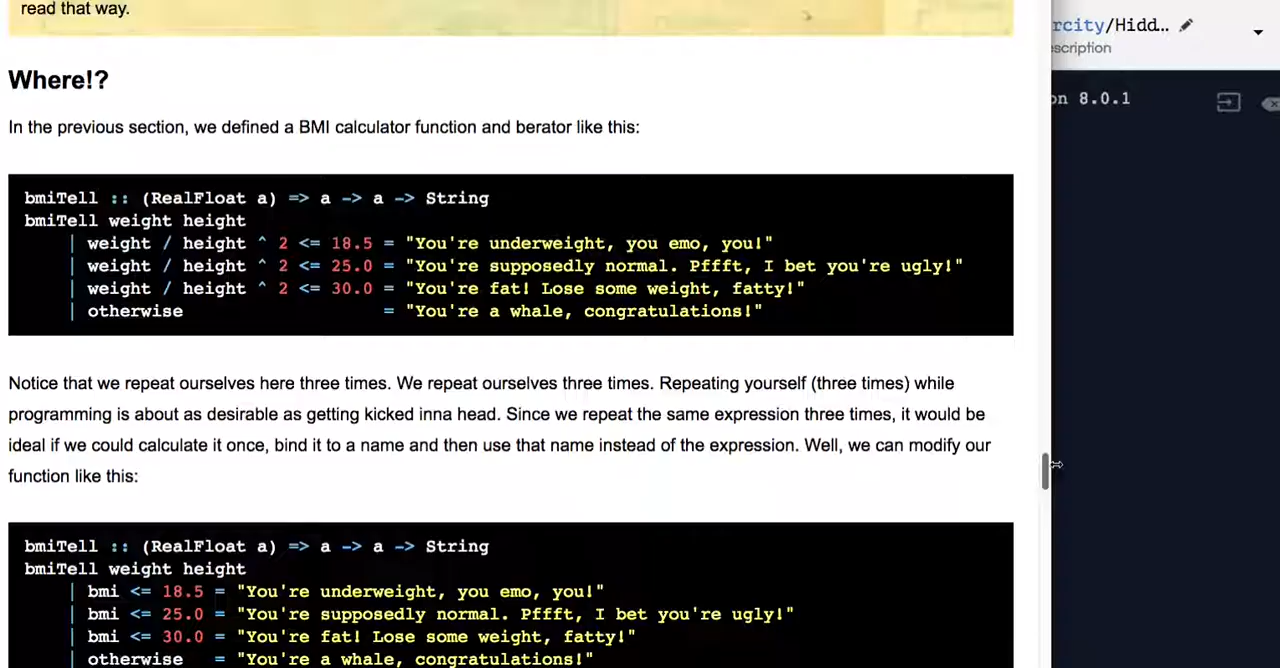 read that way.
Where!?
In the previous section, we defined a BMI calculator function and berator like this:
bmiTell :: (RealFloat a) => a -> a -> String
bmiTell weight height
| weight / height ^ 2 <= 18.5 = "You're underweight, you emo, you!"
| weight / height ^ 2 <= 25.0 = "You're supposedly normal. Pffft, I bet you're ugly!"
| weight / height ^ 2 <= 30.0 = "You're fat! Lose some weight, fatty!"
| otherwise = "You're a whale, congratulations!"
Notice that we repeat ourselves here three times. We repeat ourselves three times. Repeating yourself (three times) while
programming is about as desirable as getting kicked inna head. Since we repeat the same expression three times, it would be
ideal if we could calculate it once, bind it to a name and then use that name instead of the expression. Well, we can modify our
function like this:
bmiTell :: (RealFloat a) => a -> a -> String
bmiTell weight height
| bmi <= 18.5 = "You're underweight, you emo, you!"
| bmi <= 25.0 = "You're supposedly normal. Pffft, I bet you're ugly!"
| bmi <= 30.0 = "You're fat! Lose some weight, fatty!"
| otherwise = "You're a whale, congratulations!"
rcity/Hidd...
scription
on 8.0.1